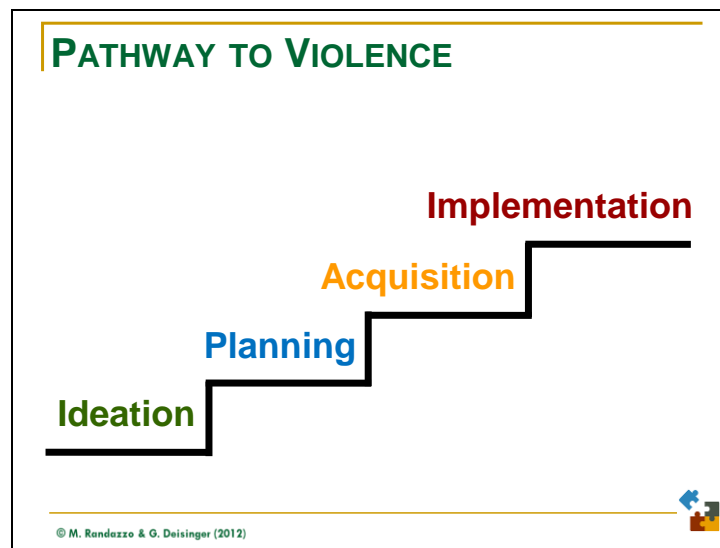 PATHWAY TO VIOLENCE
Implementation
Acquisition
Planning
Ideation
© M. Randazzo & G. Deisinger (2012)